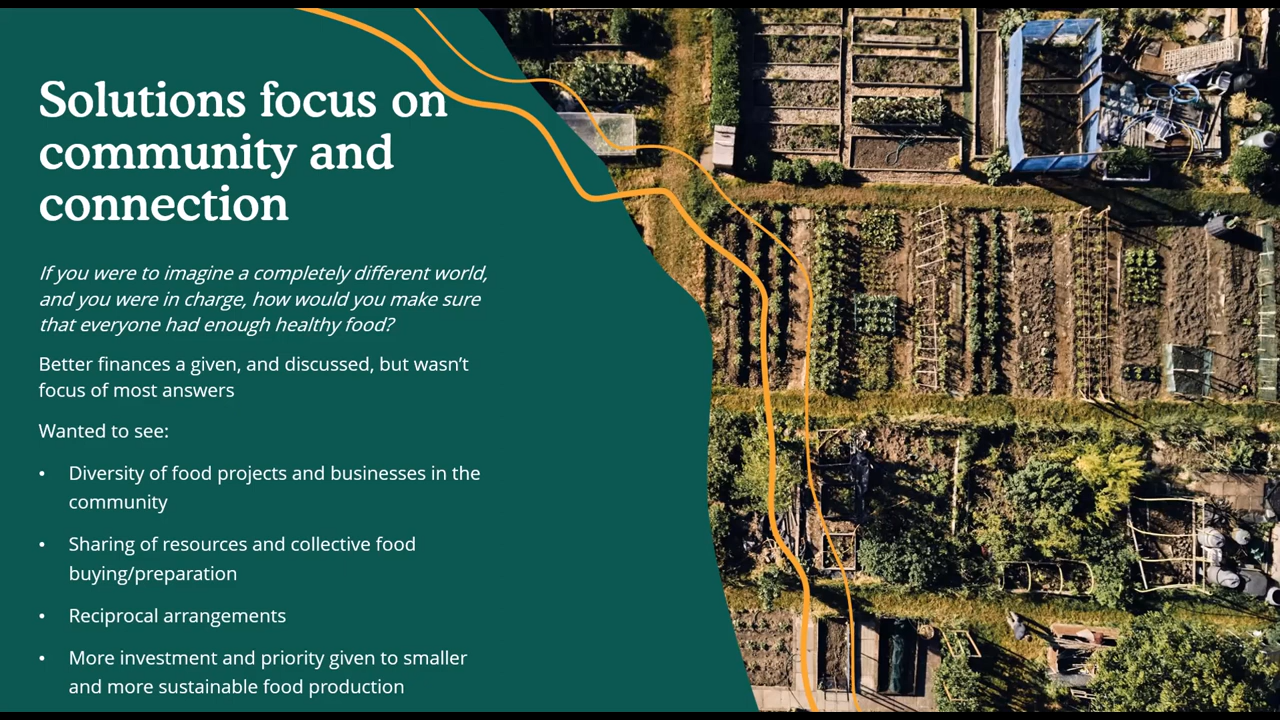 Solutions focus on
community and
connection
If you were to imagine a completely different world,
and you were in charge, how would you make sure
that everyone had enough healthy food?
Better finances a given, and discussed, but wasn’t
focus of most answers
Wanted to see:
• Diversity of food projects and businesses in the
community
• Sharing of resources and collective food
buying/preparation
• Reciprocal arrangements
• More investment and priority given to smaller
and more sustainable food production